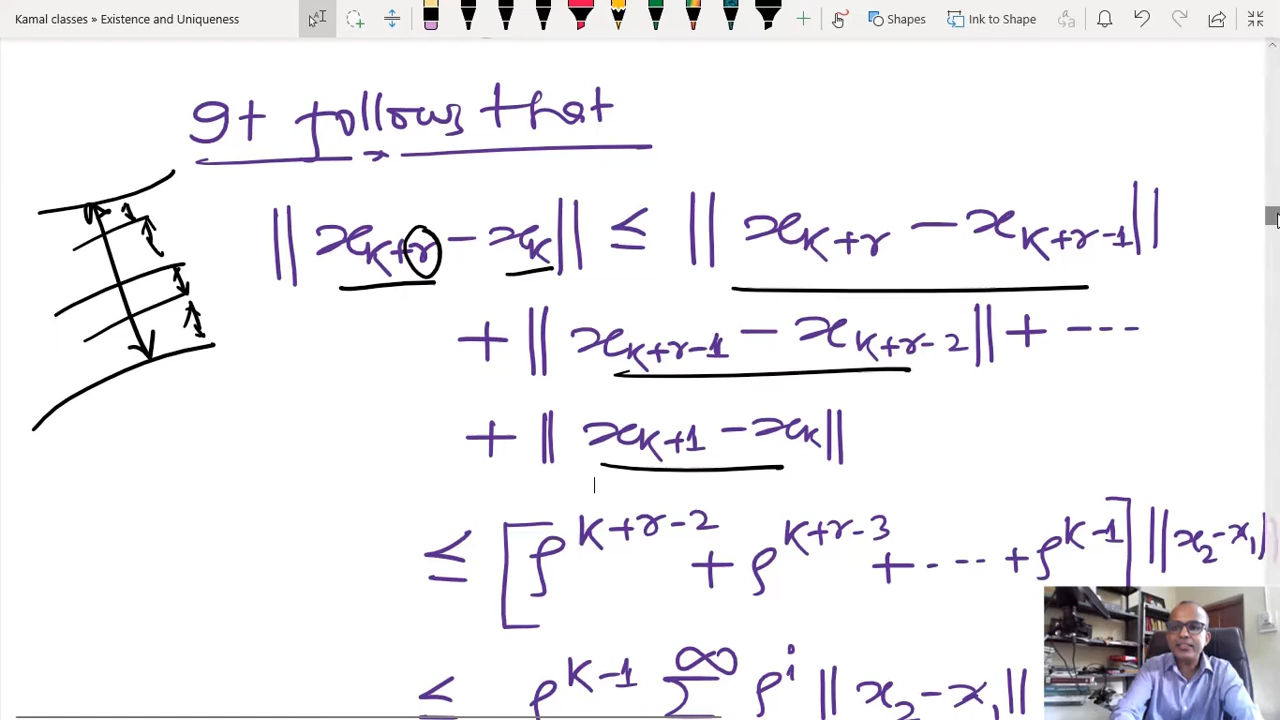 Kamal classes » Existence and Uniqueness
Shapes
Ink to Shape
It follows that
‖ x_{k+r} - x_k ‖ ≤ ‖ x_{k+r} - x_{k+r-1} ‖
+ ‖ x_{k+r-1} - x_{k+r-2} ‖ + ---
+ ‖ x_{k+1} - x_k ‖
≤ [ ρ^{k+r-2} + ρ^{k+r-3} + ---- + ρ^{k-1} ] ‖ x_2 - x_1 |
≤ ρ^{k-1} ∑^{∞} ρ^i ‖ x_2 - x_1 ‖